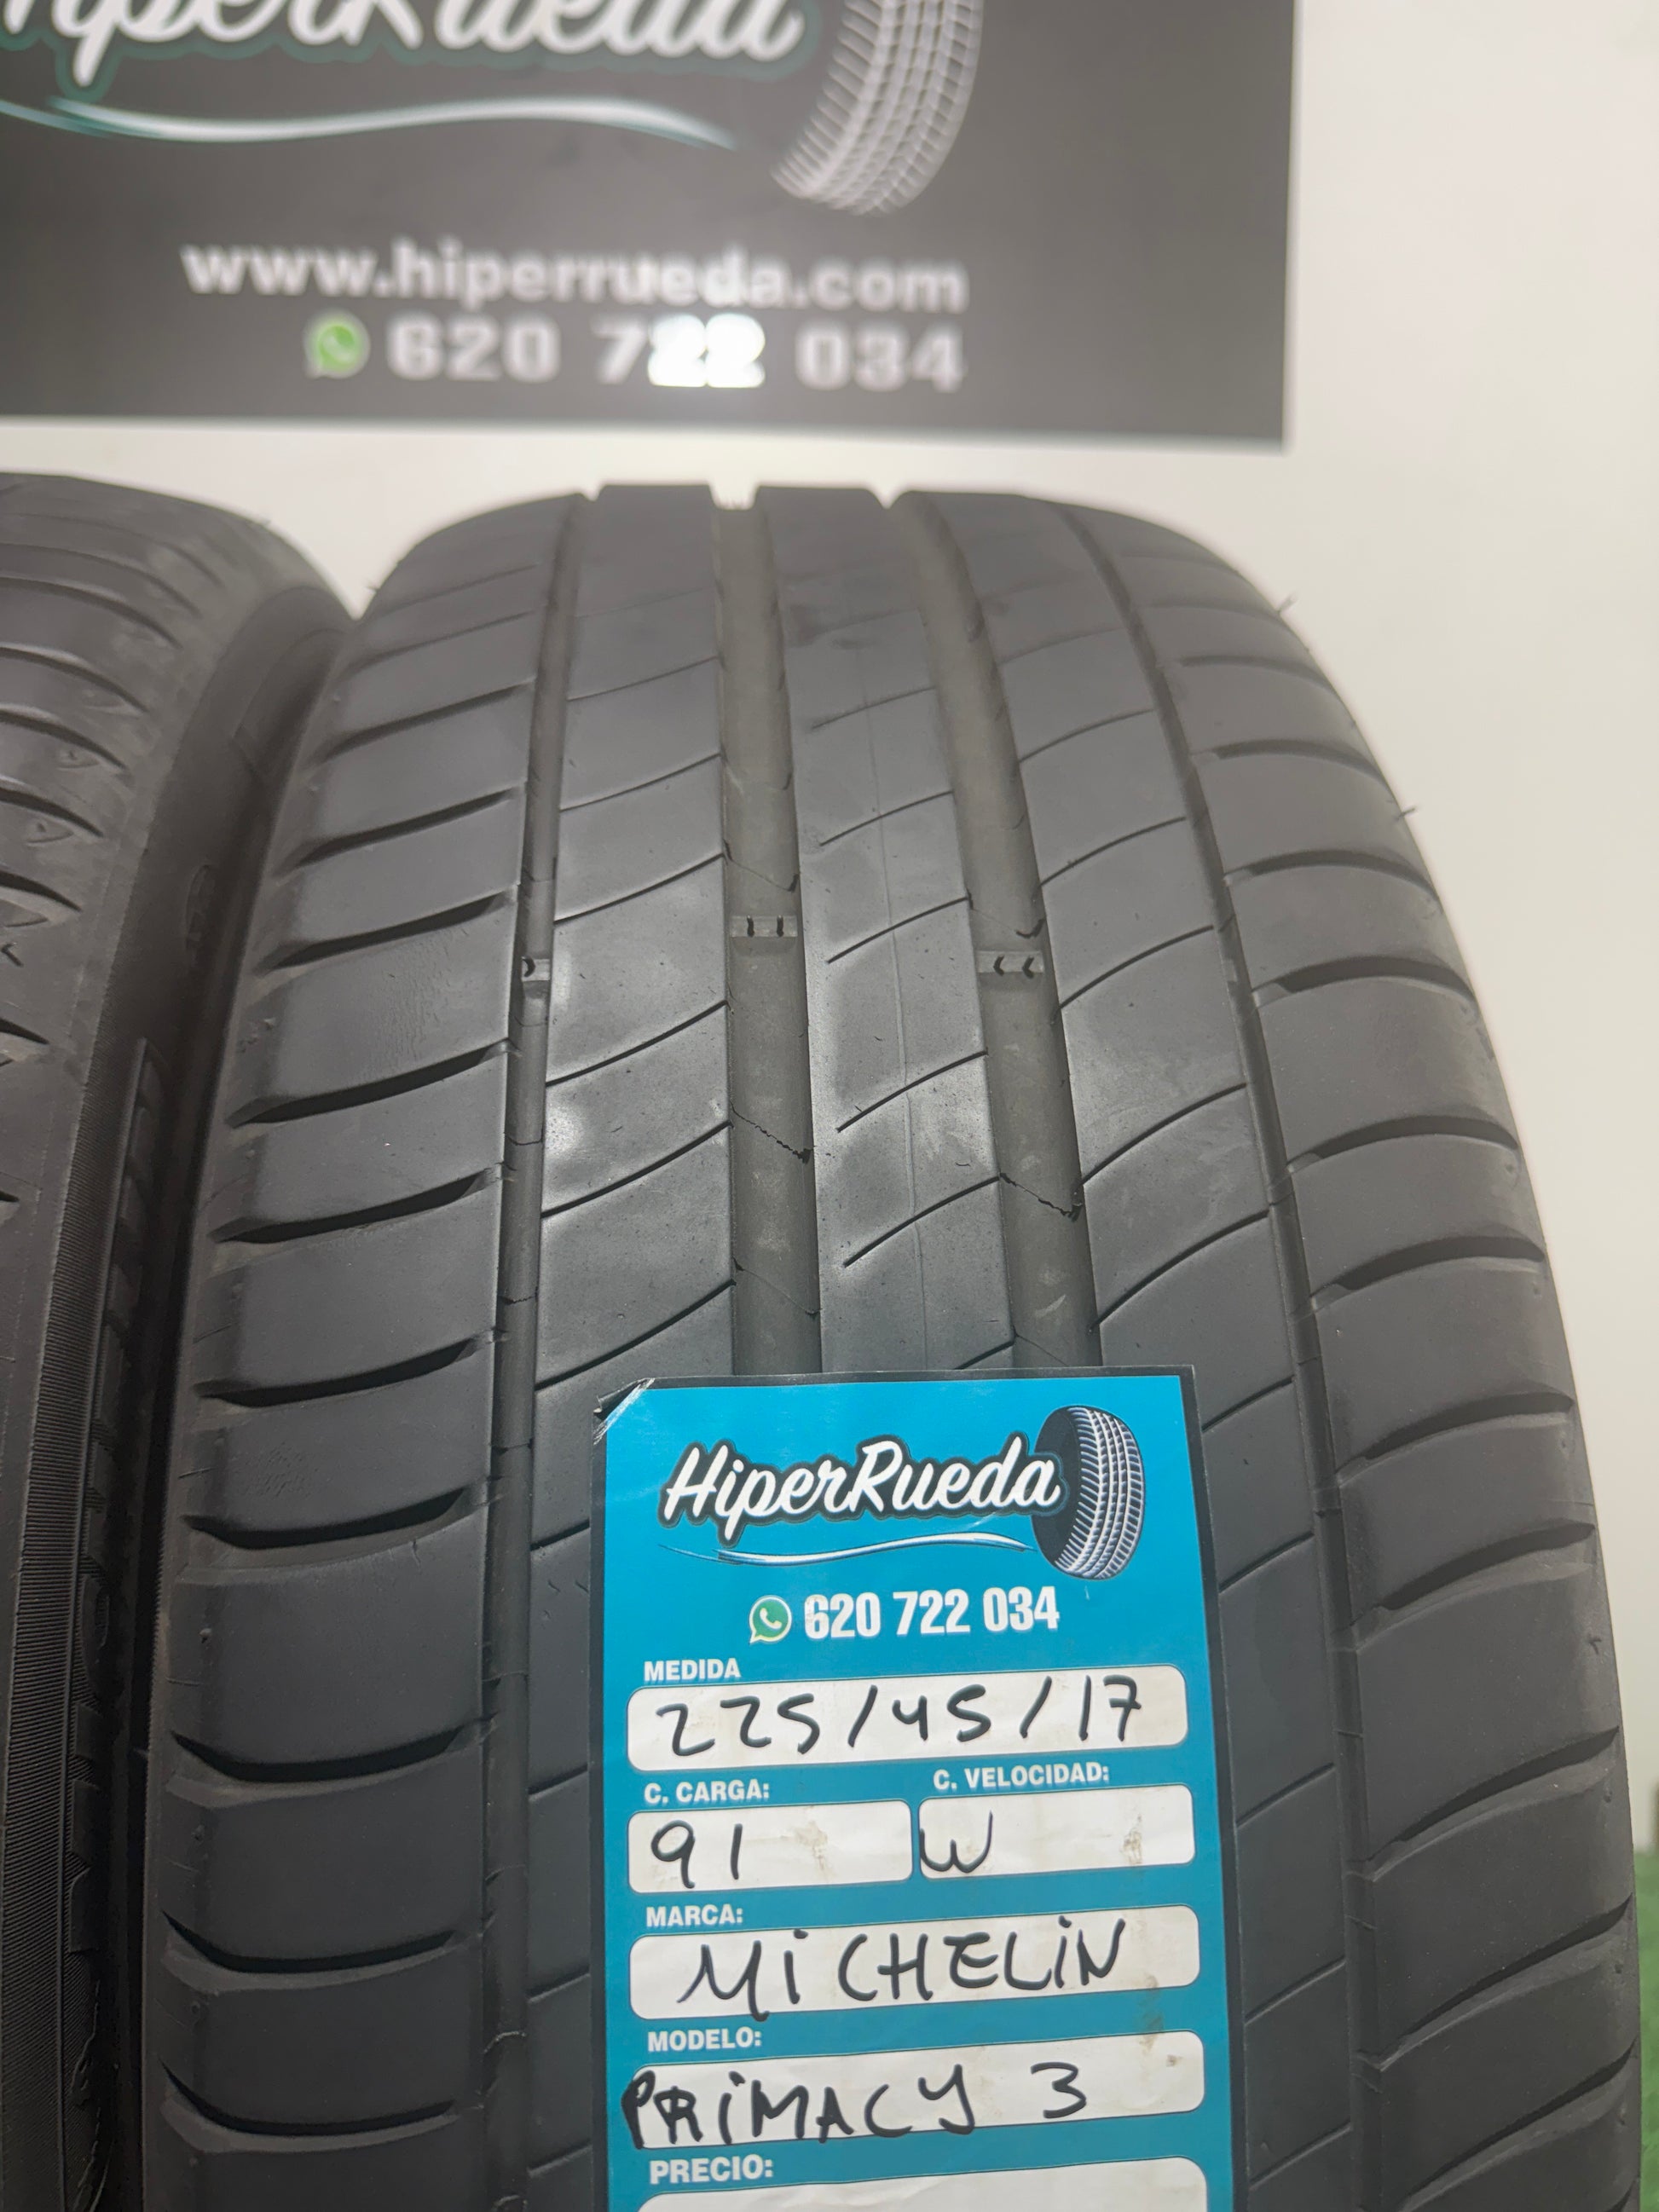 HiperRueda
www.hiperrueda.com
620 722 034
HiperRueda
620 722 034
MEDIDA
225/45/17
C. CARGA: C. VELOCIDAD:
91 W
MARCA:
MiCHELiN
MODELO:
PRiMACY 3
PRECIO: